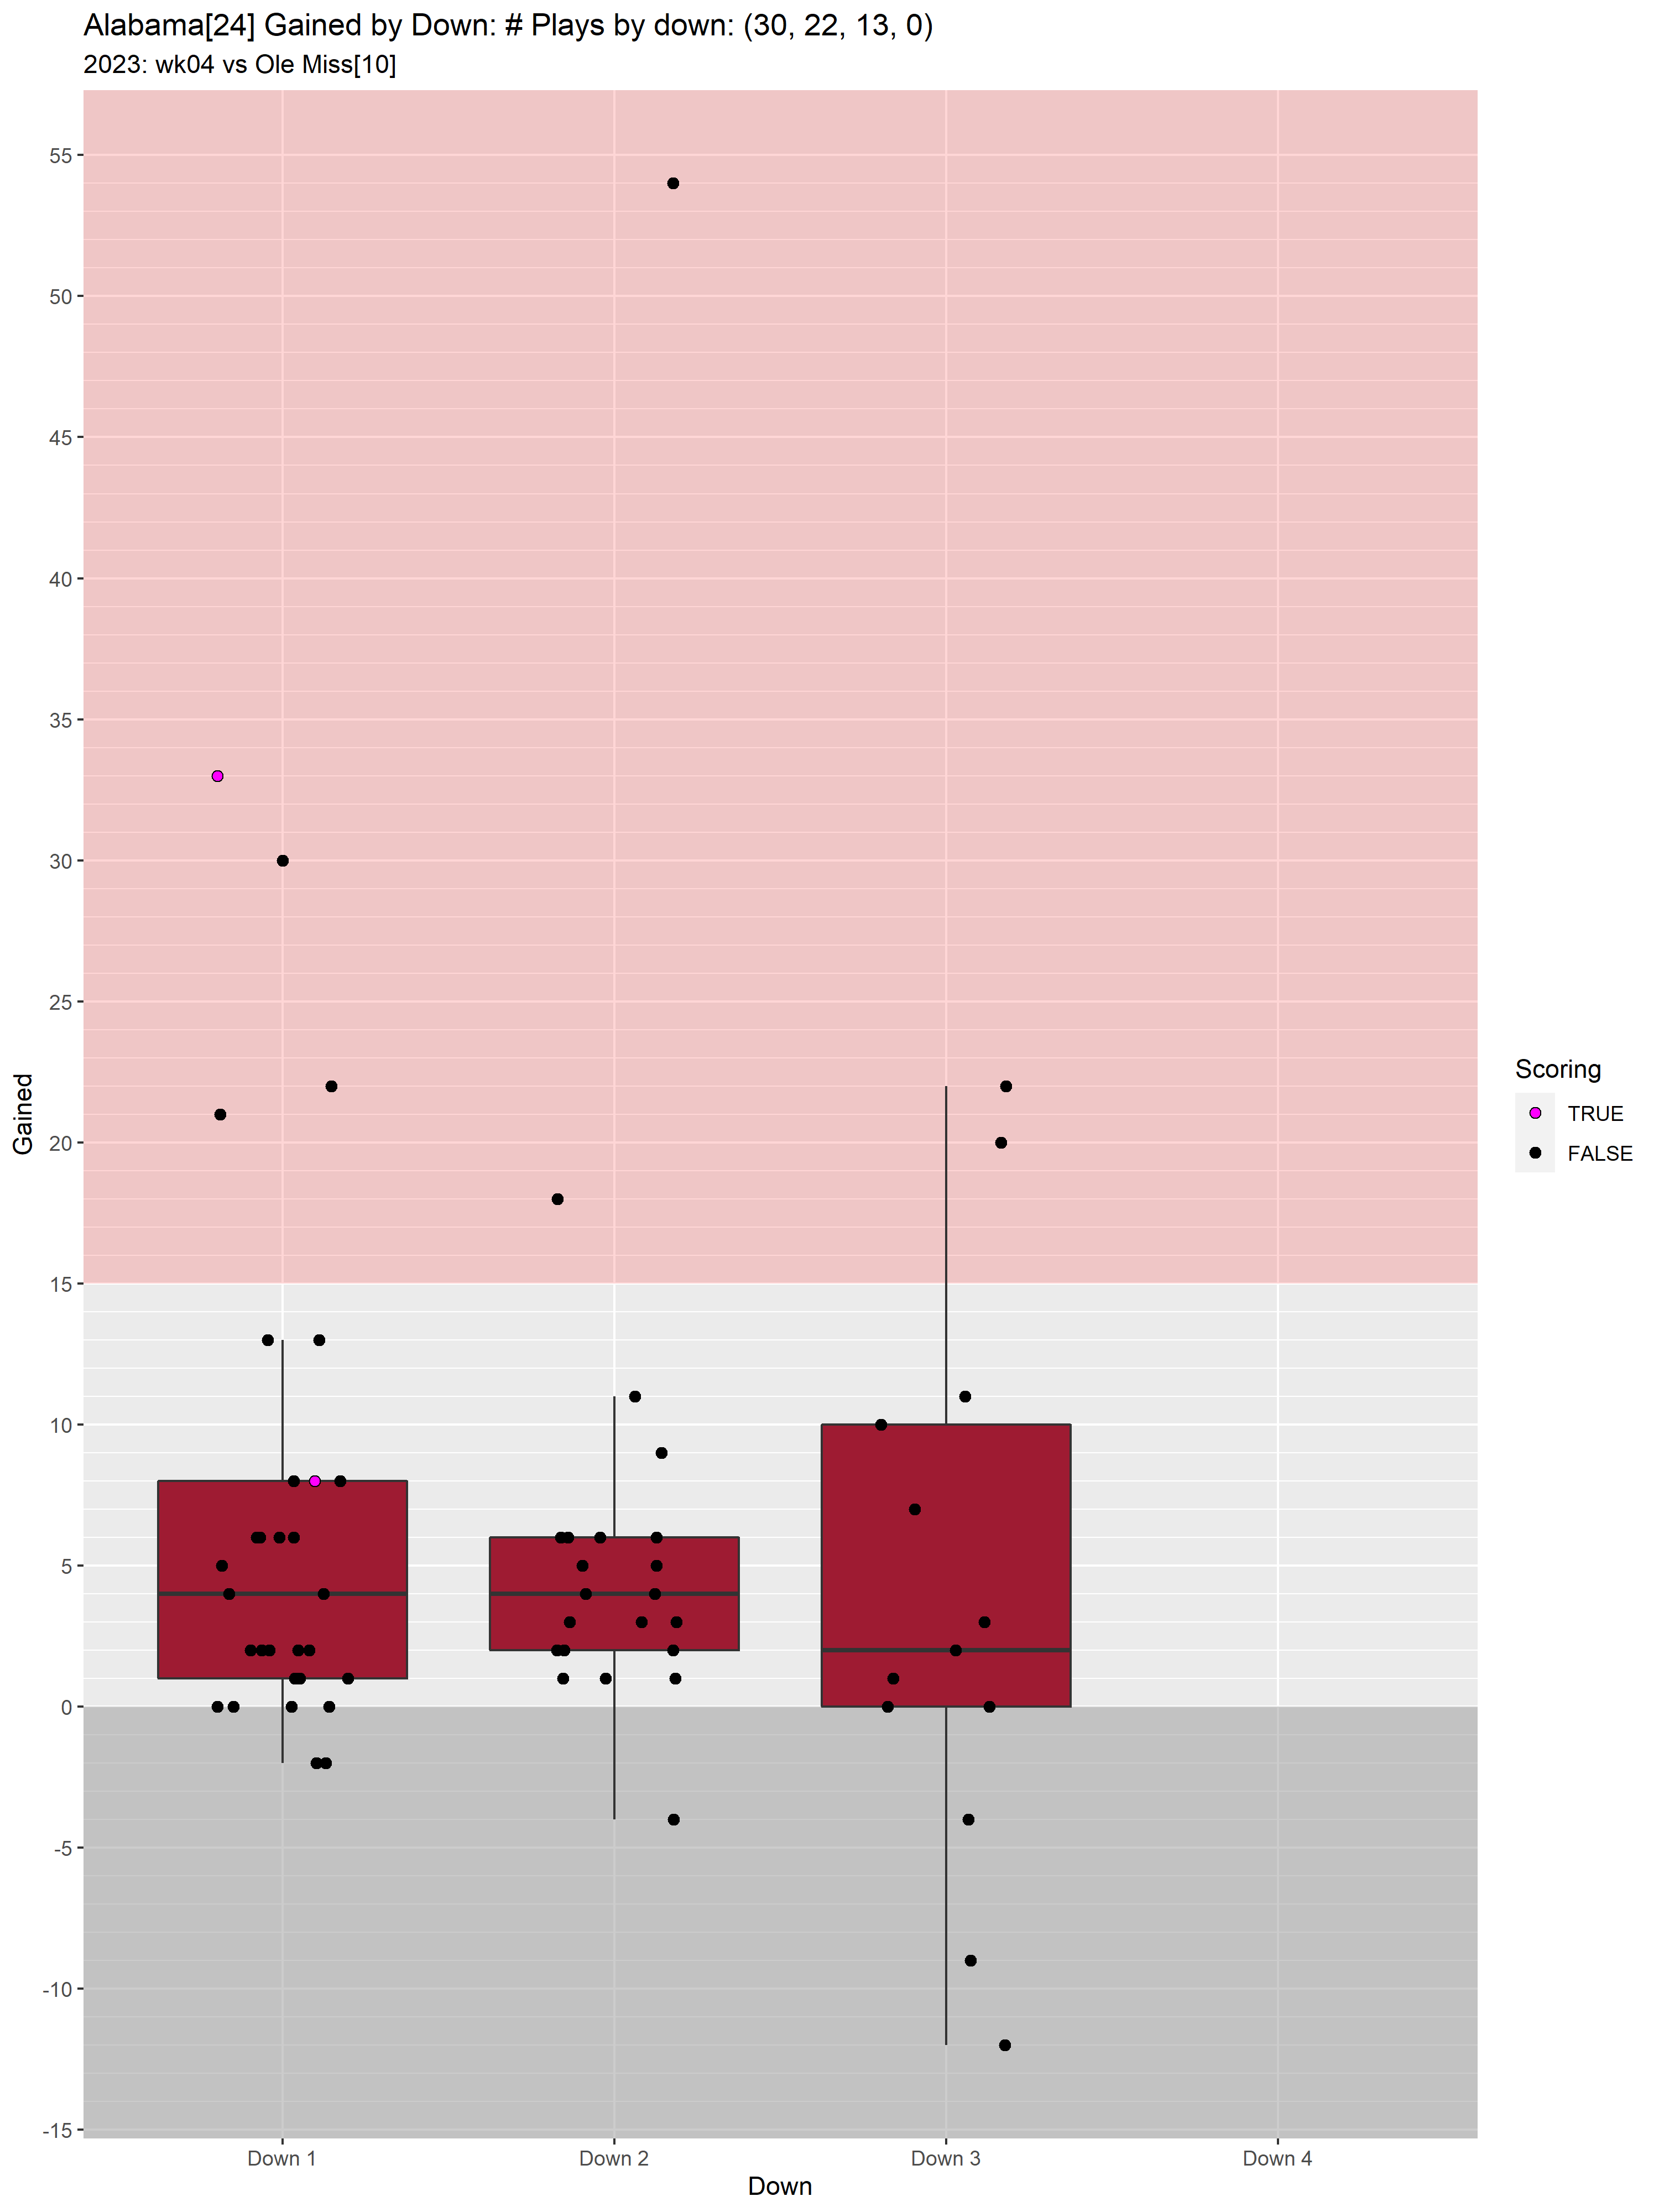 Alabama[24] Gained by Down: # Plays by down: (30, 22, 13, 0)
2023: wk04 vs Ole Miss[10]
Gained
55
50
45
40
35
30
25
20
15
10
5
0
-5
-10
-15
Down 1
Down 2
Down 3
Down 4
Down
Scoring
TRUE
FALSE